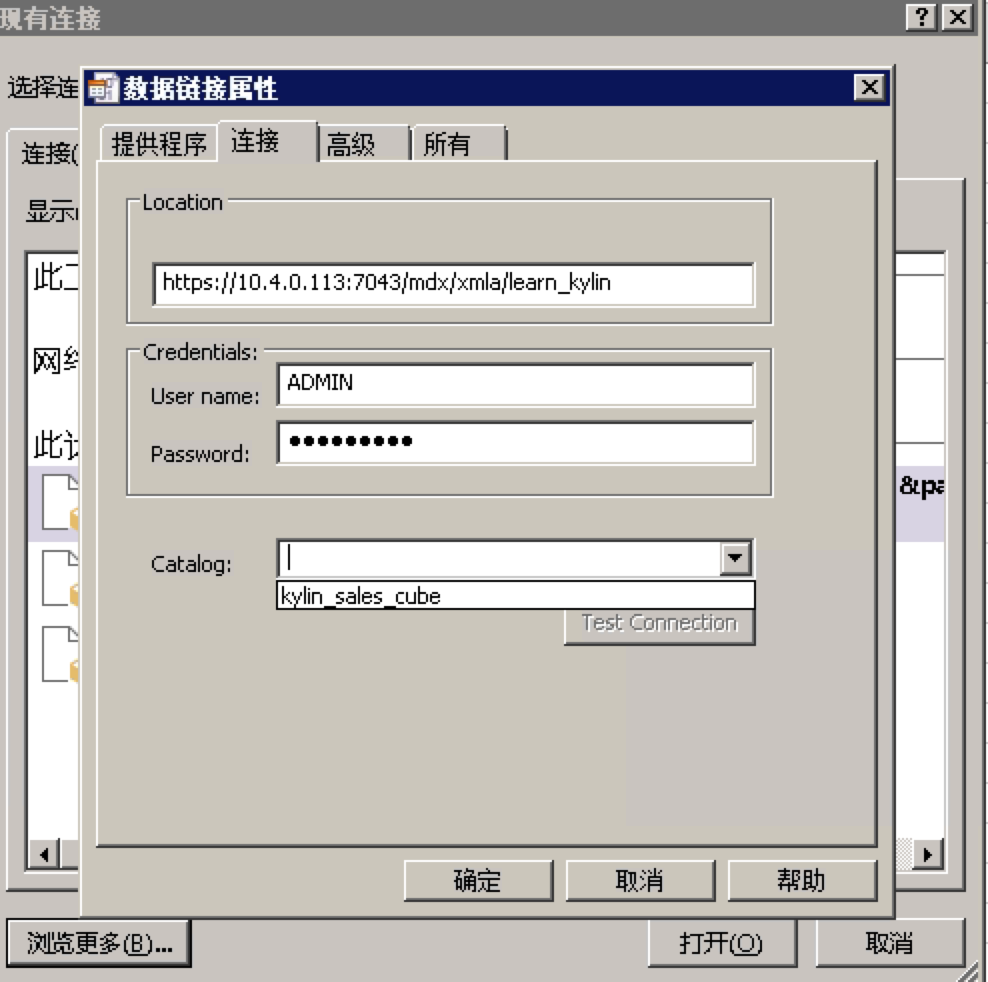 现有连接
选择连
数据链接属性
连接(
提供程序
连接
高级
所有
显示
Location
https://10.4.0.113:7043/mdx/xmla/learn_kylin
Credentials:
User name:
ADMIN
Password:
●●●●●●●●●
Catalog:
kylin_sales_cube
Test Connection
网络
此
&pa
确定
取消
帮助
浏览更多(B)...
打开(O)
取消